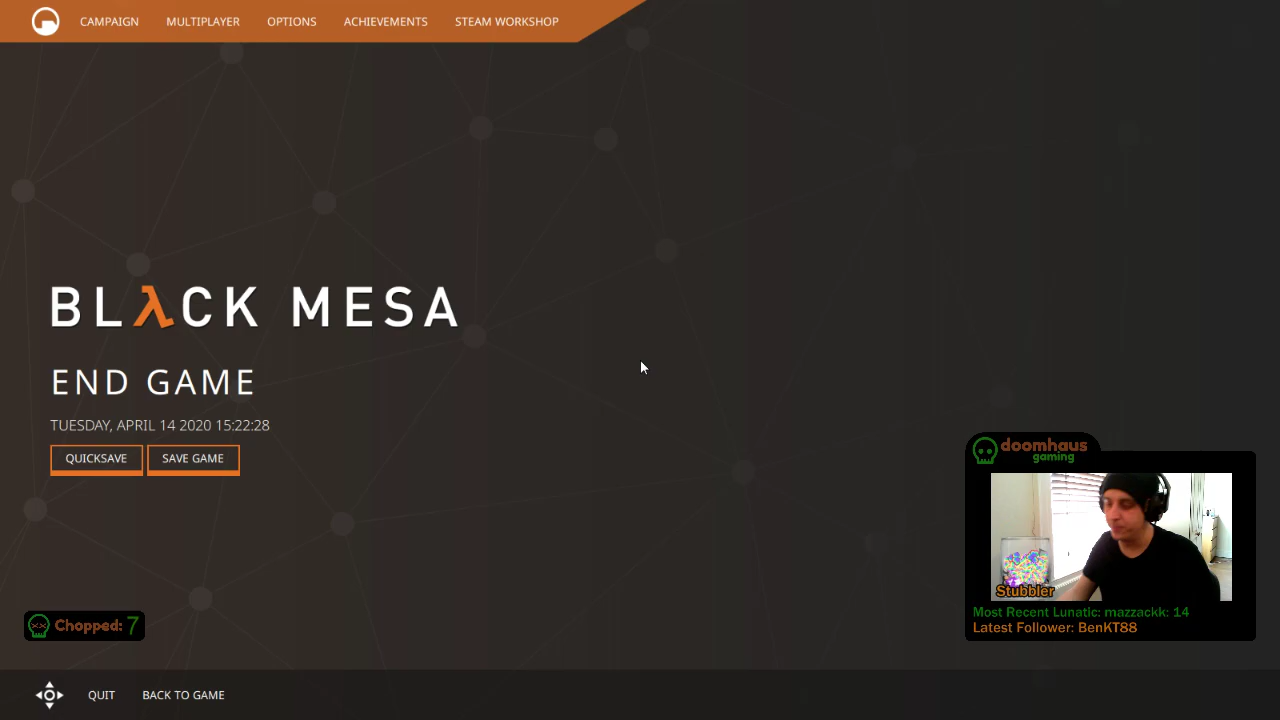 CAMPAIGN MULTIPLAYER OPTIONS ACHIEVEMENTS STEAM WORKSHOP
BLλCK MESA
END GAME
TUESDAY, APRIL 14 2020 15:22:28
QUICKSAVE SAVE GAME
doomhaus
gaming
Stubbler
Most Recent Lunatic: mazzackk: 14
Latest Follower: BenKT88
Chopped: 7
QUIT BACK TO GAME